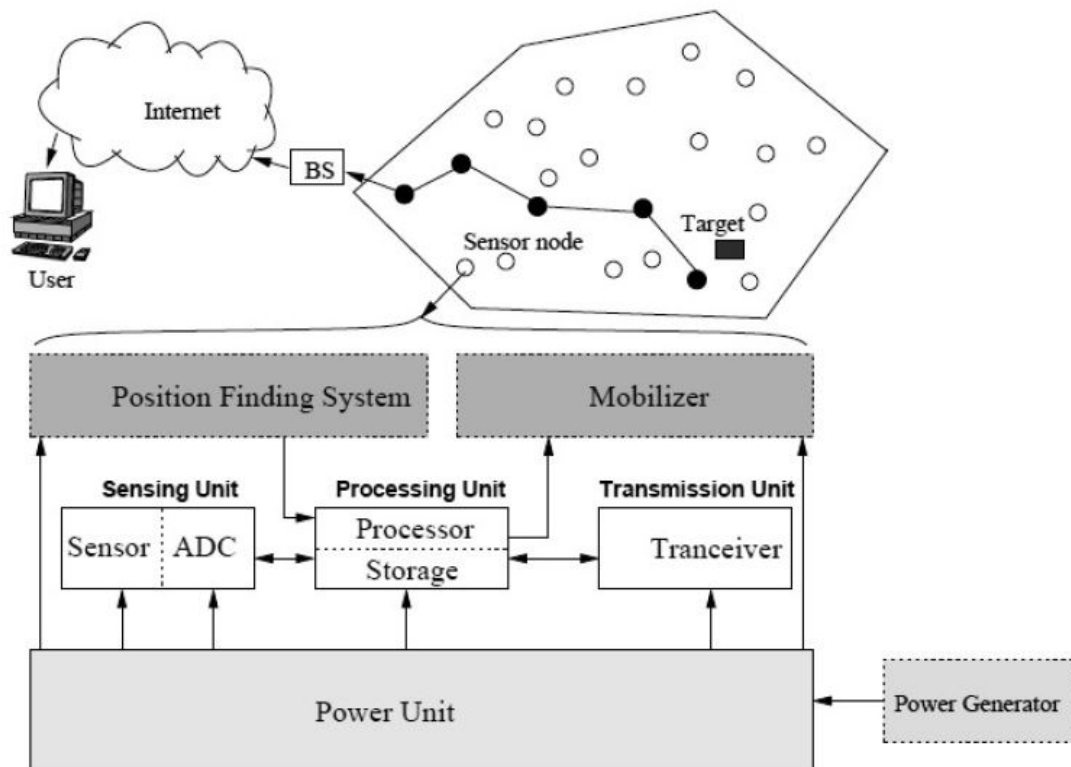 Internet
BS
User
Target
Sensor node
Position Finding System
Mobilizer
Sensing Unit
Processing Unit
Transmission Unit
Sensor
ADC
Processor
Storage
Tranceiver
Power Unit
Power Generator